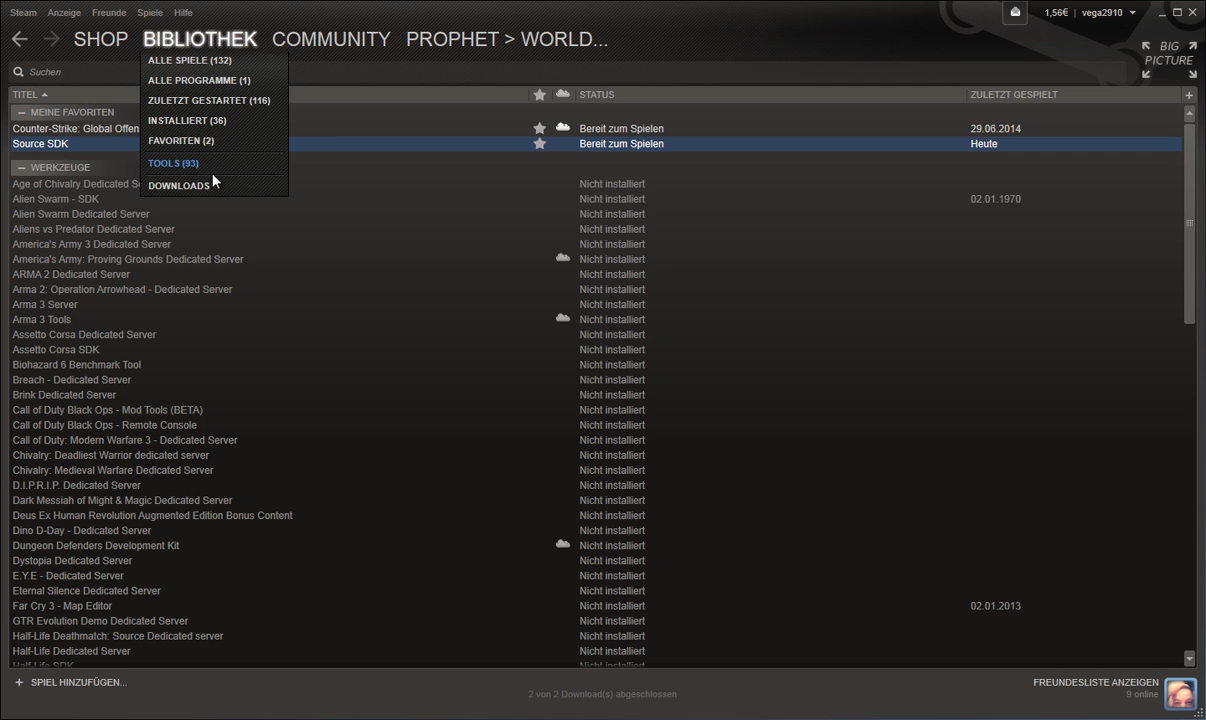 Steam Anzeige Freunde Spiele Hilfe
1,56€ | vega2910
SHOP BIBLIOTHEK COMMUNITY PROPHET > WORLD...
BIG PICTURE
ALLE SPIELE (132)
ALLE PROGRAMME (1)
ZULETZT GESTARTET (116)
INSTALLIERT (36)
FAVORITEN (2)
TOOLS (93)
DOWNLOADS
Suchen
TITEL STATUS ZULETZT GESPIELT
— MEINE FAVORITEN
Counter-Strike: Global Offen Bereit zum Spielen 29.06.2014
Source SDK Bereit zum Spielen Heute
— WERKZEUGE
Age of Chivalry Dedicated S Nicht installiert
Alien Swarm - SDK Nicht installiert 02.01.1970
Alien Swarm Dedicated Server Nicht installiert
Aliens vs Predator Dedicated Server Nicht installiert
America's Army 3 Dedicated Server Nicht installiert
America's Army: Proving Grounds Dedicated Server Nicht installiert
ARMA 2 Dedicated Server Nicht installiert
Arma 2: Operation Arrowhead - Dedicated Server Nicht installiert
Arma 3 Server Nicht installiert
Arma 3 Tools Nicht installiert
Assetto Corsa Dedicated Server Nicht installiert
Assetto Corsa SDK Nicht installiert
Biohazard 6 Benchmark Tool Nicht installiert
Breach - Dedicated Server Nicht installiert
Brink Dedicated Server Nicht installiert
Call of Duty Black Ops - Mod Tools (BETA) Nicht installiert
Call of Duty Black Ops - Remote Console Nicht installiert
Call of Duty: Modern Warfare 3 - Dedicated Server Nicht installiert
Chivalry: Deadliest Warrior dedicated server Nicht installiert
Chivalry: Medieval Warfare Dedicated Server Nicht installiert
D.I.P.R.I.P. Dedicated Server Nicht installiert
Dark Messiah of Might & Magic Dedicated Server Nicht installiert
Deus Ex Human Revolution Augmented Edition Bonus Content Nicht installiert
Dino D-Day - Dedicated Server Nicht installiert
Dungeon Defenders Development Kit Nicht installiert
Dystopia Dedicated Server Nicht installiert
E.Y.E - Dedicated Server Nicht installiert
Eternal Silence Dedicated Server Nicht installiert
Far Cry 3 - Map Editor Nicht installiert 02.01.2013
GTR Evolution Demo Dedicated Server Nicht installiert
Half-Life Deathmatch: Source Dedicated server Nicht installiert
Half-Life Dedicated Server Nicht installiert
Half-Life SDK Nicht installiert
+ SPIEL HINZUFÜGEN...
2 von 2 Download(s) abgeschlossen
FREUNDESLISTE ANZEIGEN
9 online